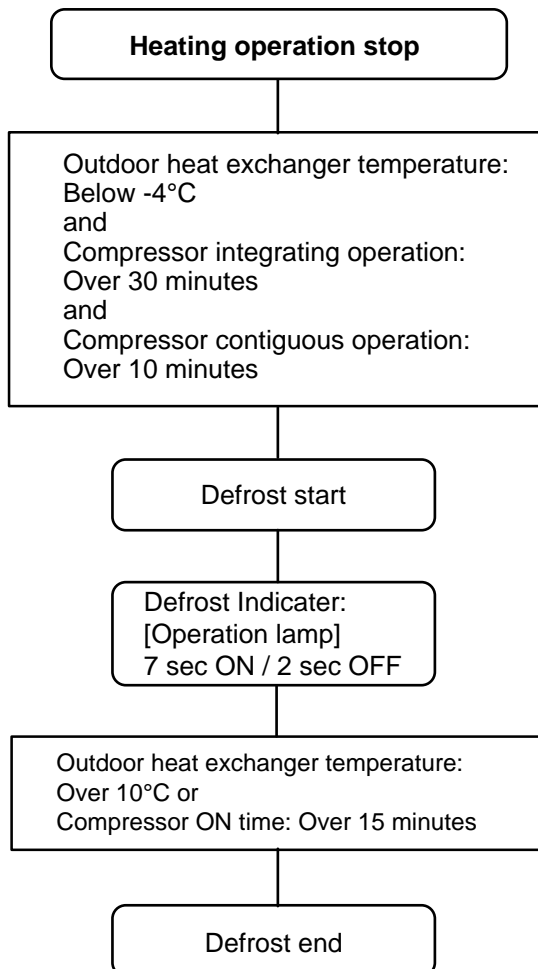 Heating operation stop
Outdoor heat exchanger temperature:
Below -4°C
and
Compressor integrating operation:
Over 30 minutes
and
Compressor contiguous operation:
Over 10 minutes
Defrost start
Defrost Indicater:
[Operation lamp]
7 sec ON / 2 sec OFF
Outdoor heat exchanger temperature:
Over 10°C or
Compressor ON time: Over 15 minutes
Defrost end